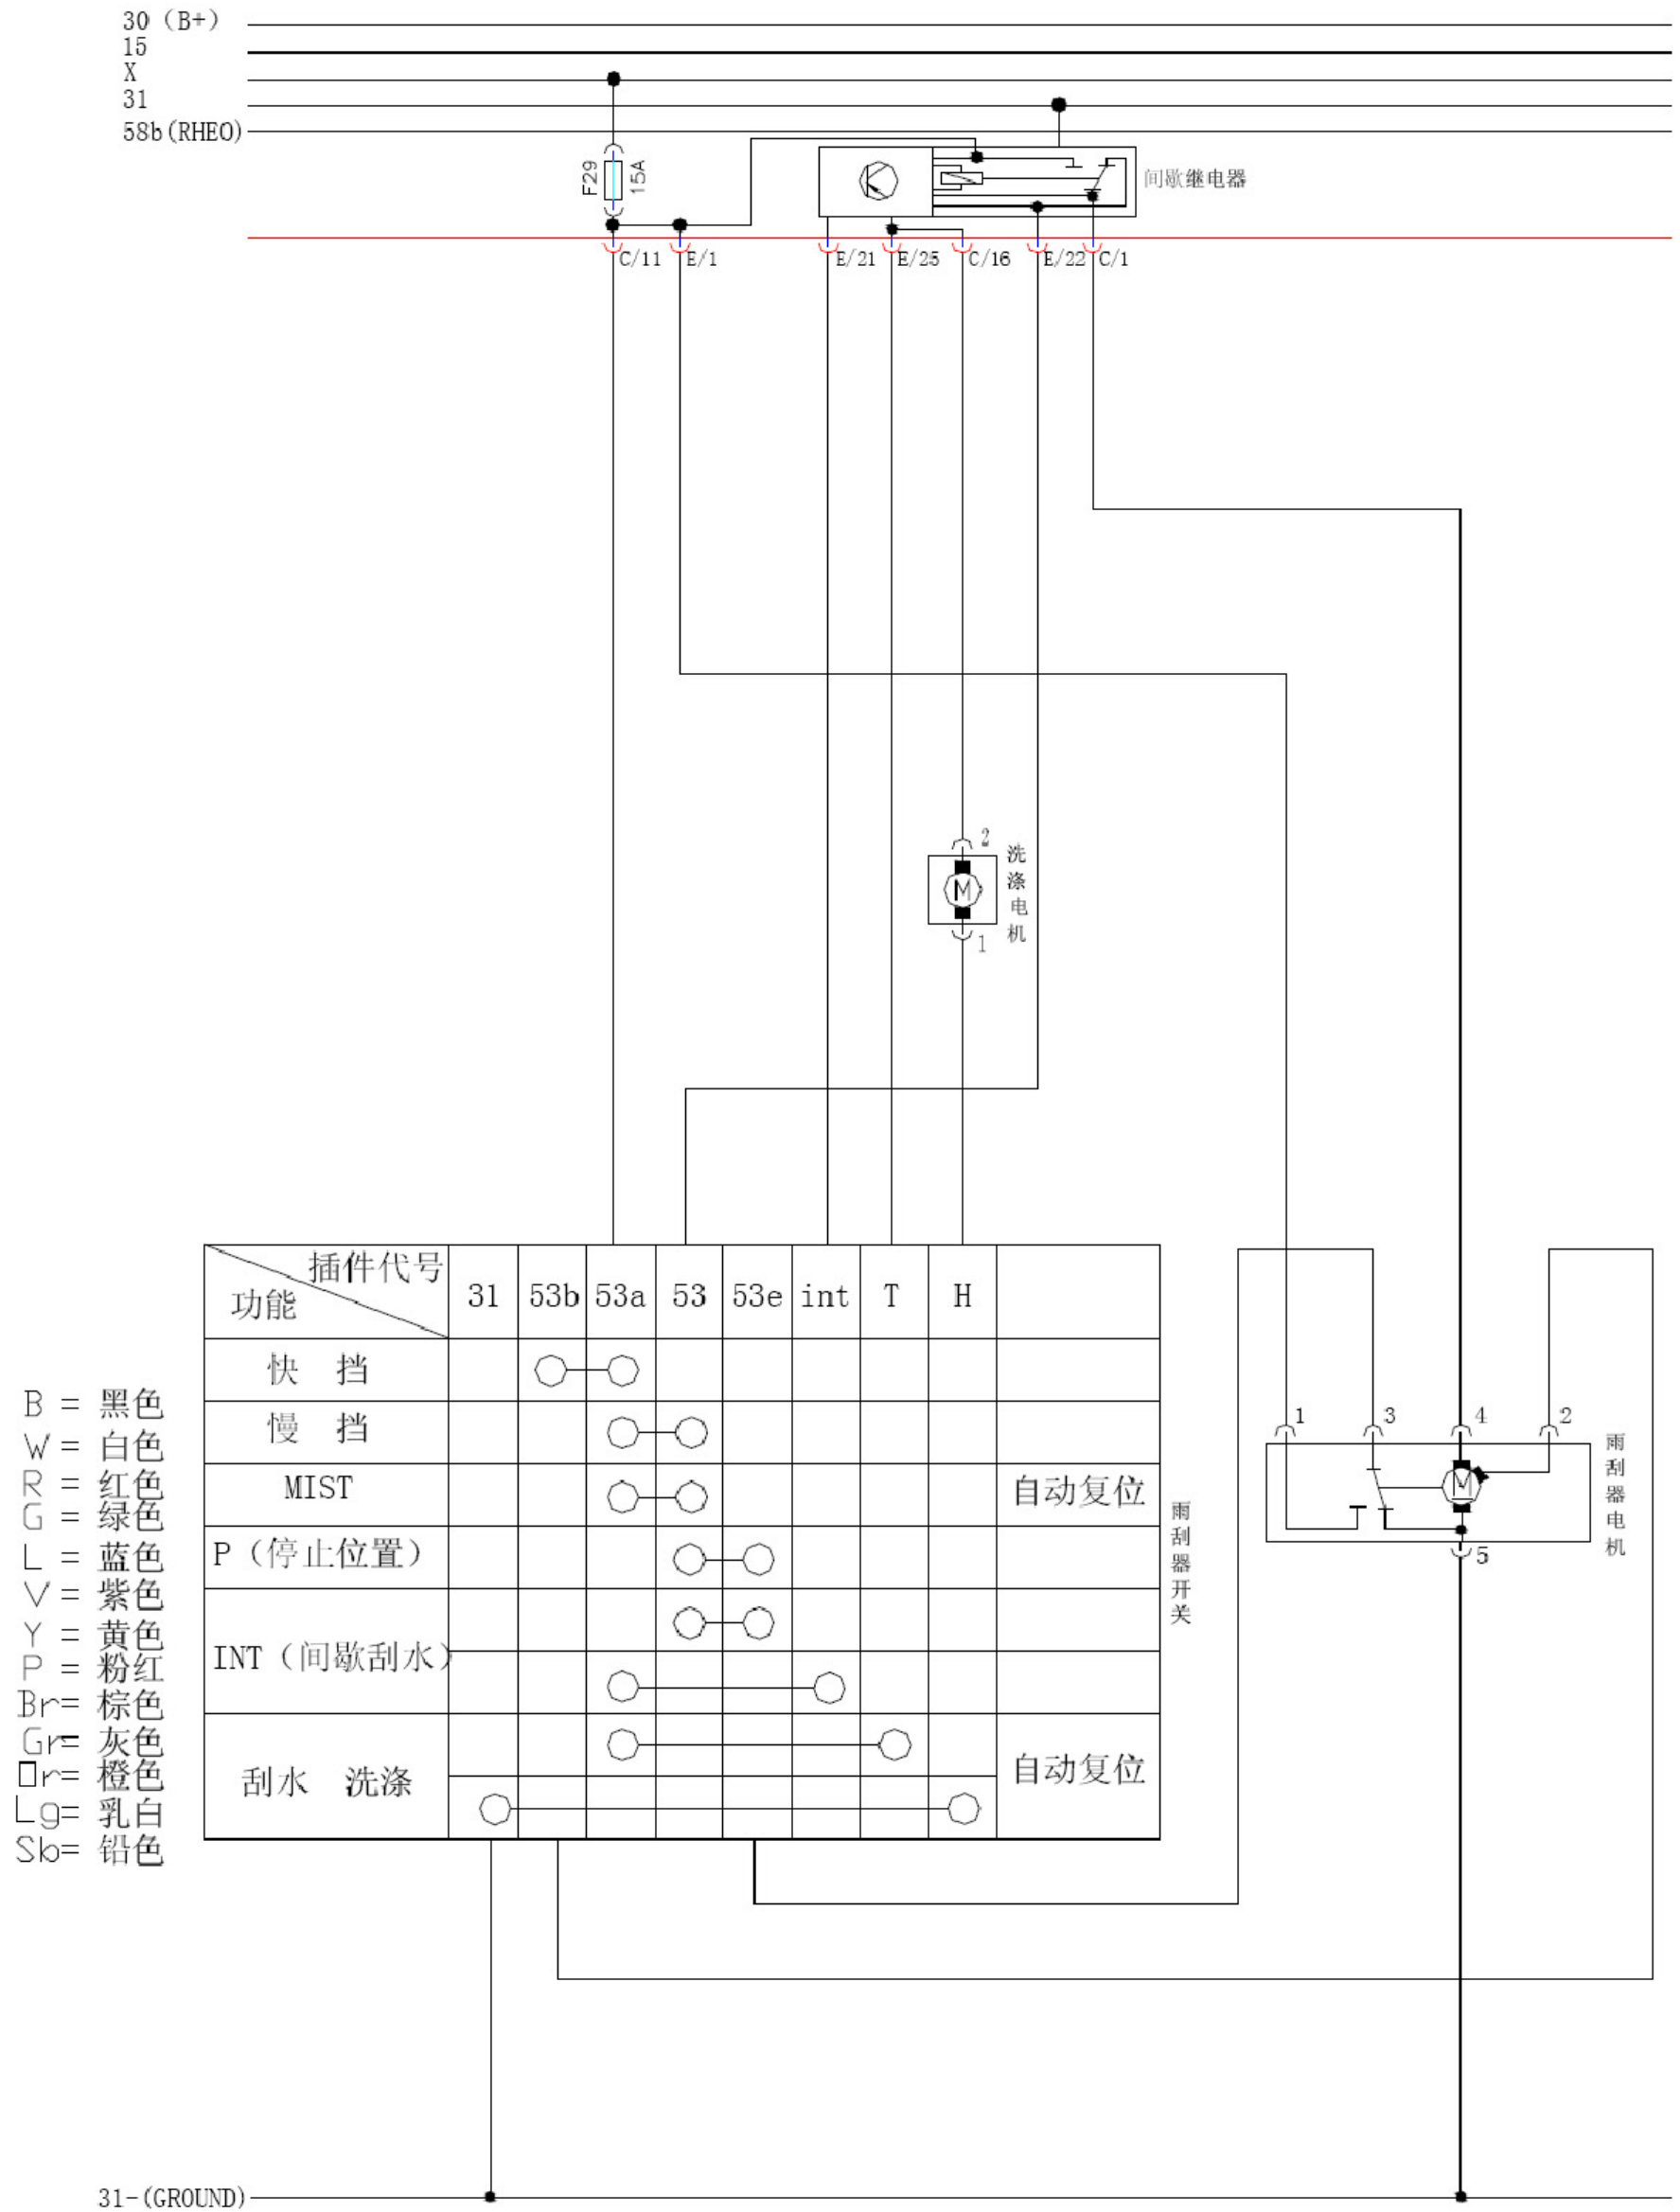 30 (B+)
15
X
31
58b(RHEO)
F29
15A
间歇继电器
C/11
E/1
E/21
E/25
C/16
E/22
C/1
2
M
1
洗涤电机
插件代号
功能
31 53b 53a 53 53e int T H
快 挡
慢 挡
MIST 自动复位
P（停止位置）
INT（间歇刮水）
刮水 洗涤 自动复位
雨刮器开关
1 3 4 2
M
5
雨刮器电机
B = 黑色
W = 白色
R = 红色
G = 绿色
L = 蓝色
V = 紫色
Y = 黄色
P = 粉红
Br= 棕色
Gr= 灰色
Or= 橙色
Lg= 乳白
Sb= 铅色
31-(GROUND)